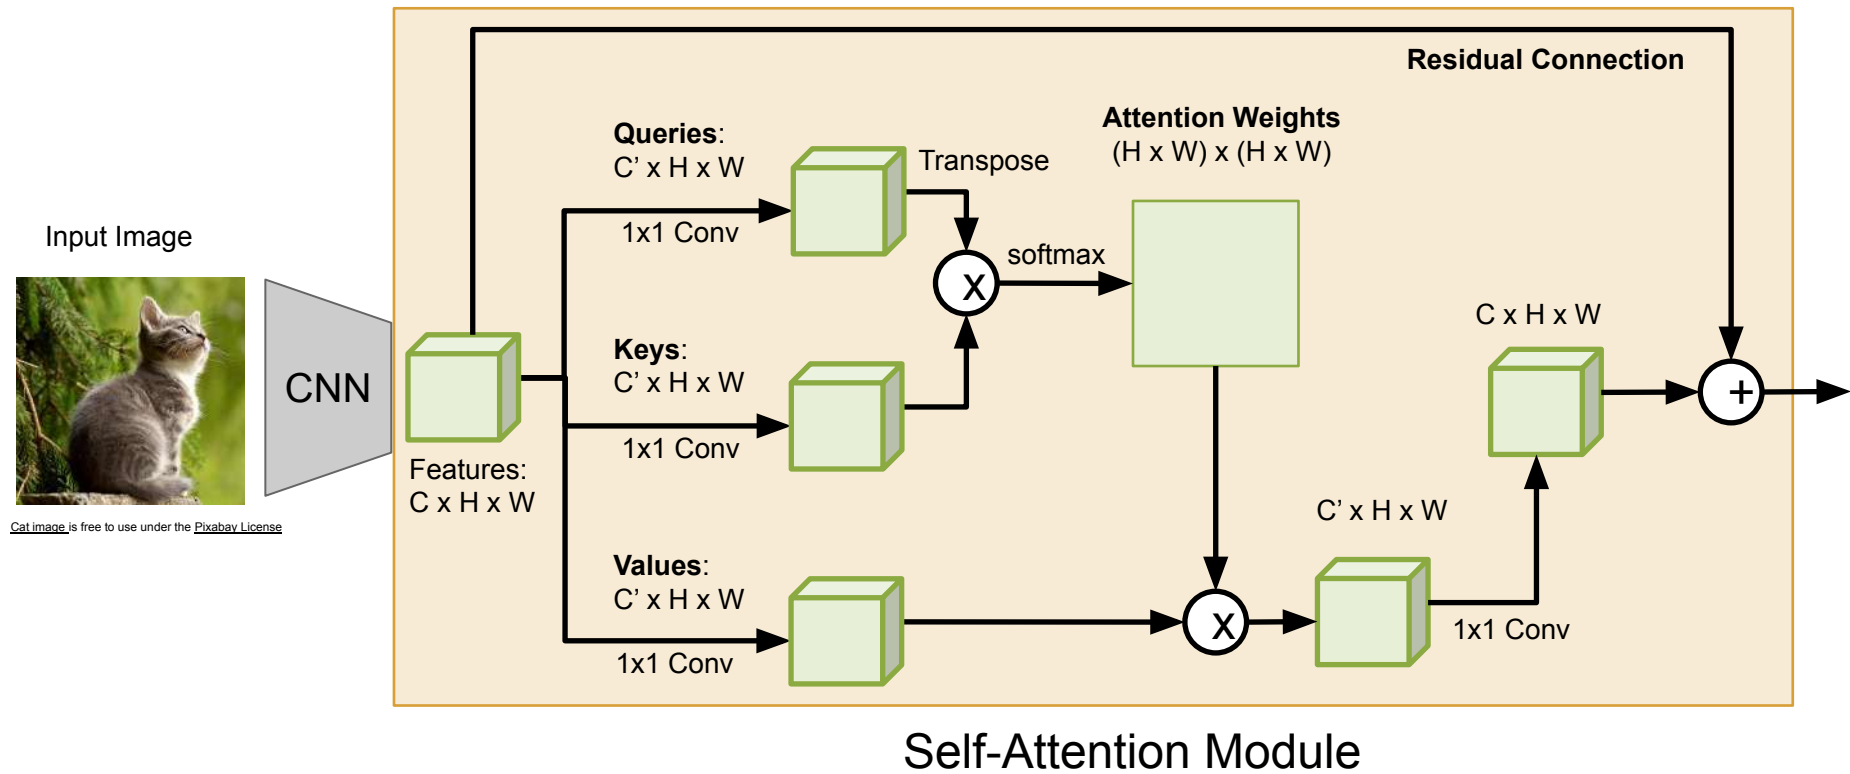 Residual Connection
Queries:
C' x H x W
Transpose
Attention Weights
(H x W) x (H x W)
1x1 Conv
Input Image
softmax
X
CNN
Keys:
C' x H x W
C x H x W
+
1x1 Conv
Features:
C x H x W
C' x H x W
Cat image is free to use under the Pixabay License
Values:
C' x H x W
X
1x1 Conv
1x1 Conv
Self-Attention Module